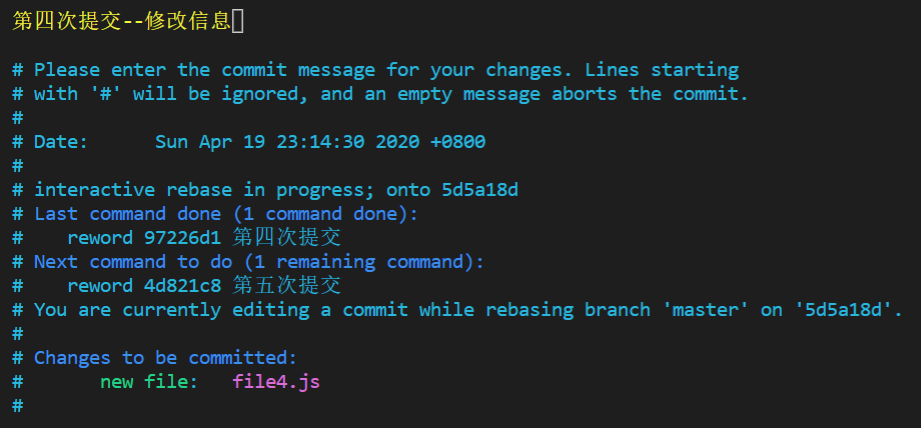 第四次提交--修改信息
# Please enter the commit message for your changes. Lines starting
# with '#' will be ignored, and an empty message aborts the commit.
#
# Date:      Sun Apr 19 23:14:30 2020 +0800
#
# interactive rebase in progress; onto 5d5a18d
# Last command done (1 command done):
#    reword 97226d1 第四次提交
# Next command to do (1 remaining command):
#    reword 4d821c8 第五次提交
# You are currently editing a commit while rebasing branch 'master' on '5d5a18d'.
#
# Changes to be committed:
#       new file:   file4.js
#